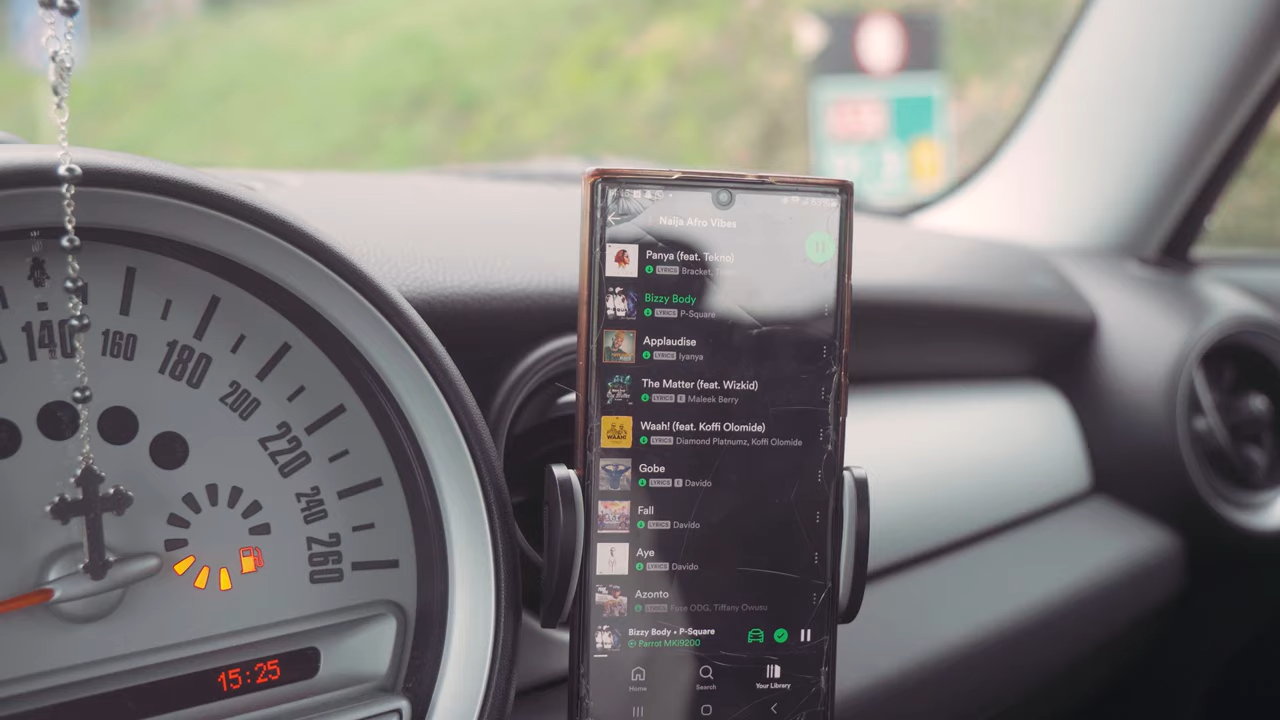 140
160
180
200
220
240
260
15:25
Naija Afro Vibes
Panya (feat. Tekno)
LYRICS Bracket,
Bizzy Body
LYRICS P-Square
Applaudise
LYRICS Iyanya
The Matter (feat. Wizkid)
LYRICS E Maleek Berry
WAAH!
Waah! (feat. Koffi Olomide)
LYRICS Diamond Platnumz, Koffi Olomide
Gobe
LYRICS E Davido
Fall
LYRICS Davido
Aye
LYRICS Davido
Azonto
LYRICS Fuse ODG, Tiffany Owusu
Bizzy Body • P-Square
Parrot MKi9200
Home
Search
Your Library